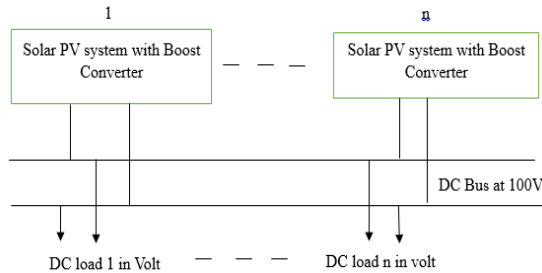 1
n
Solar PV system with Boost
Converter
Solar PV system with Boost
Converter
DC Bus at 100V
DC load 1 in Volt
DC load n in volt